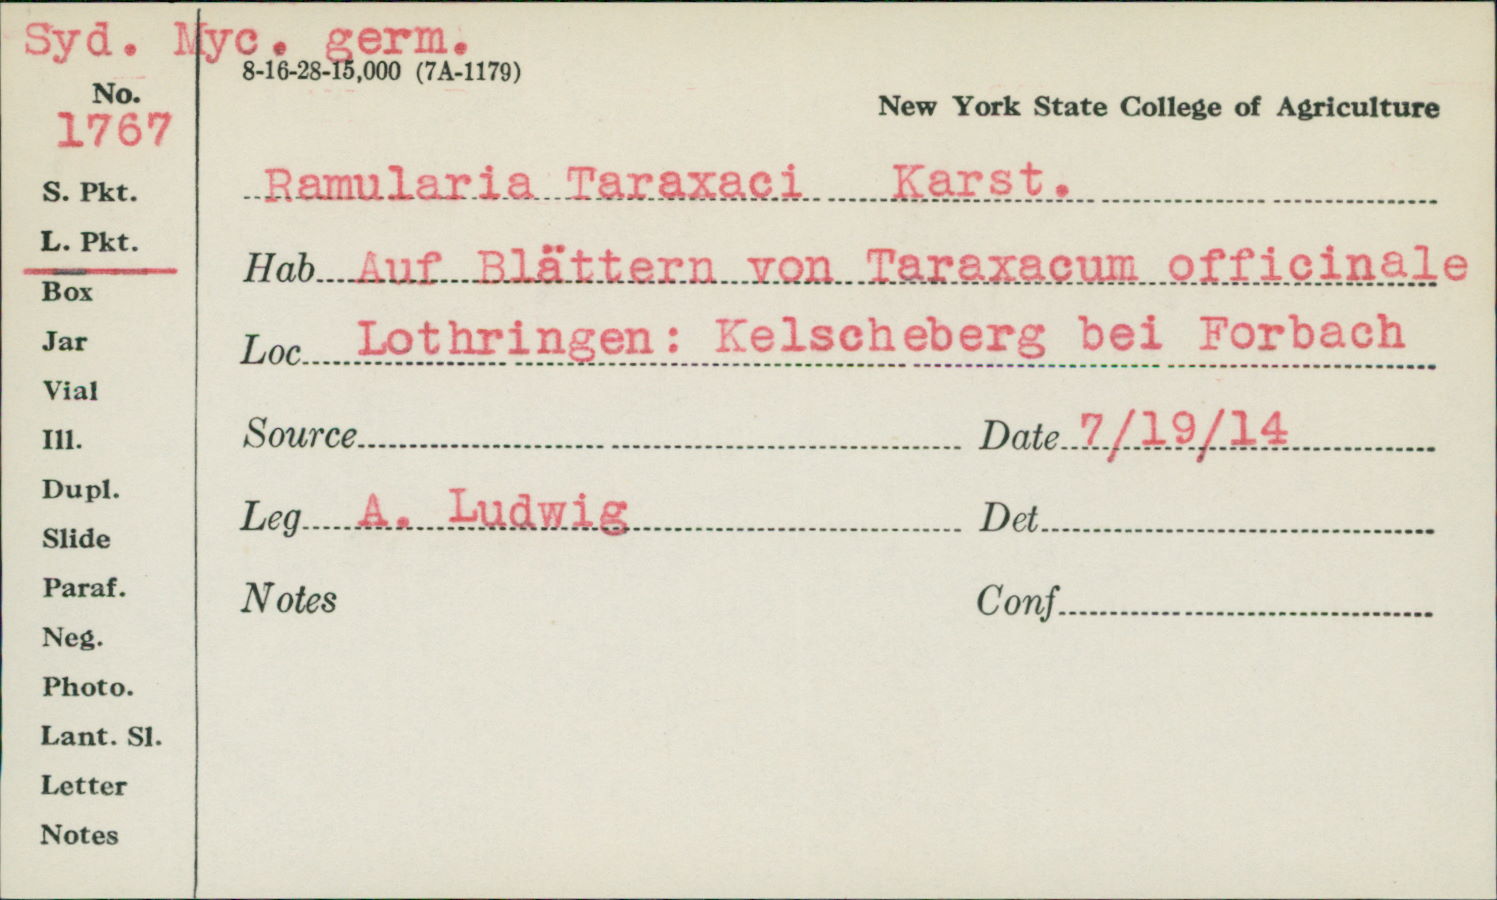 Syd. Myc. germ.
8-16-28-15,000 (7A-1179)
No.
1767
New York State College of Agriculture
S. Pkt.
L. Pkt.
Box
Jar
Vial
Ill.
Dupl.
Slide
Paraf.
Neg.
Photo.
Lant. Sl.
Letter
Notes
Ramularia Taraxaci Karst.
Hab Auf Blättern von Taraxacum officinale
Loc Lothringen: Kelscheberg bei Forbach
Source Date 7/19/14
Leg A. Ludwig Det
Notes Conf